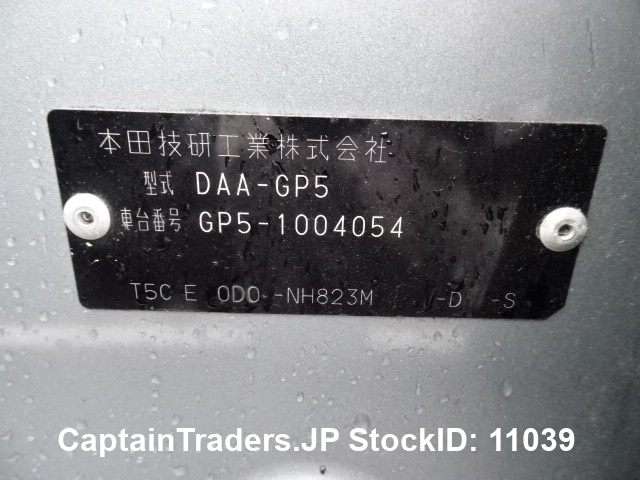 本田技研工業株式会社
型式 DAA-GP5
車台番号 GP5-1004054
T5C E 0D0 -NH823M -D -S
CaptainTraders.JP StockID: 11039